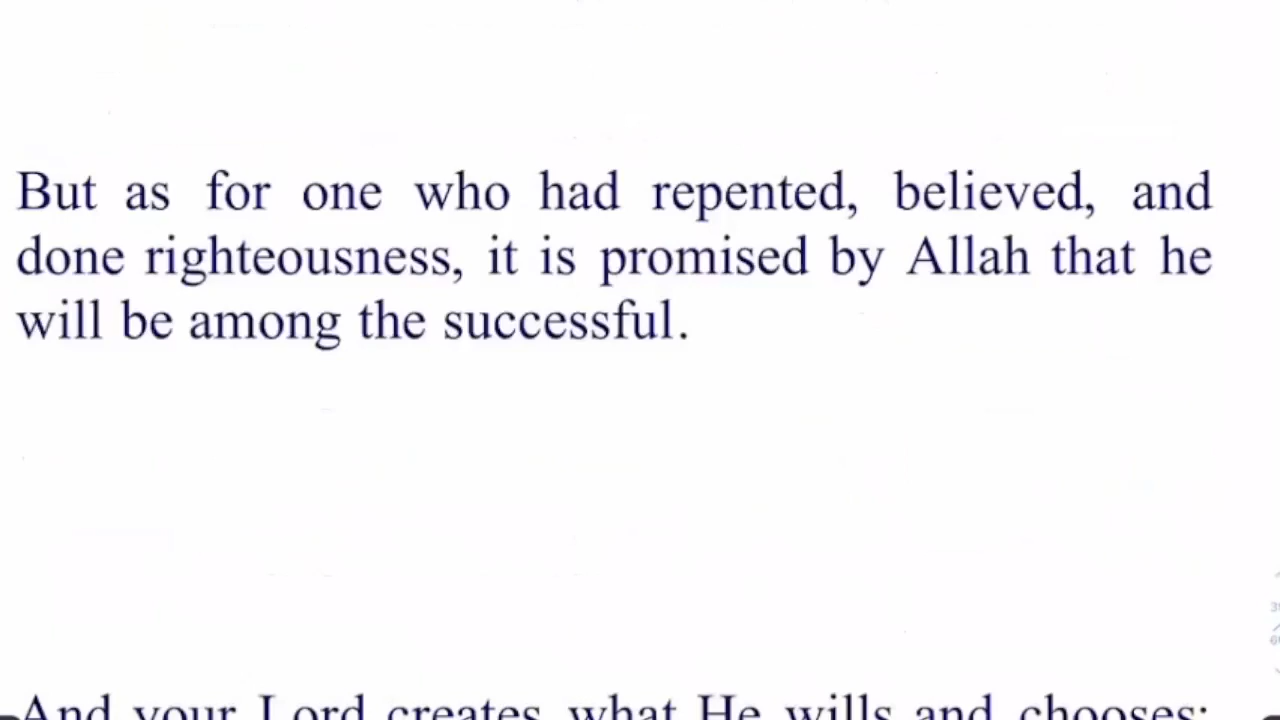 But as for one who had repented, believed, and
done righteousness, it is promised by Allah that he
will be among the successful.
And your Lord creates what He wills and chooses;